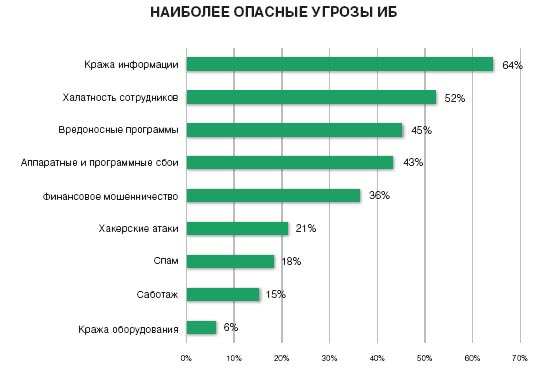 НАИБОЛЕЕ ОПАСНЫЕ УГРОЗЫ ИБ
Кража информации 64%
Халатность сотрудников 52%
Вредоносные программы 45%
Аппаратные и программные сбои 43%
Финансовое мошенничество 36%
Хакерские атаки 21%
Спам 18%
Саботаж 15%
Кража оборудования 6%
0% 10% 20% 30% 40% 50% 60% 70%